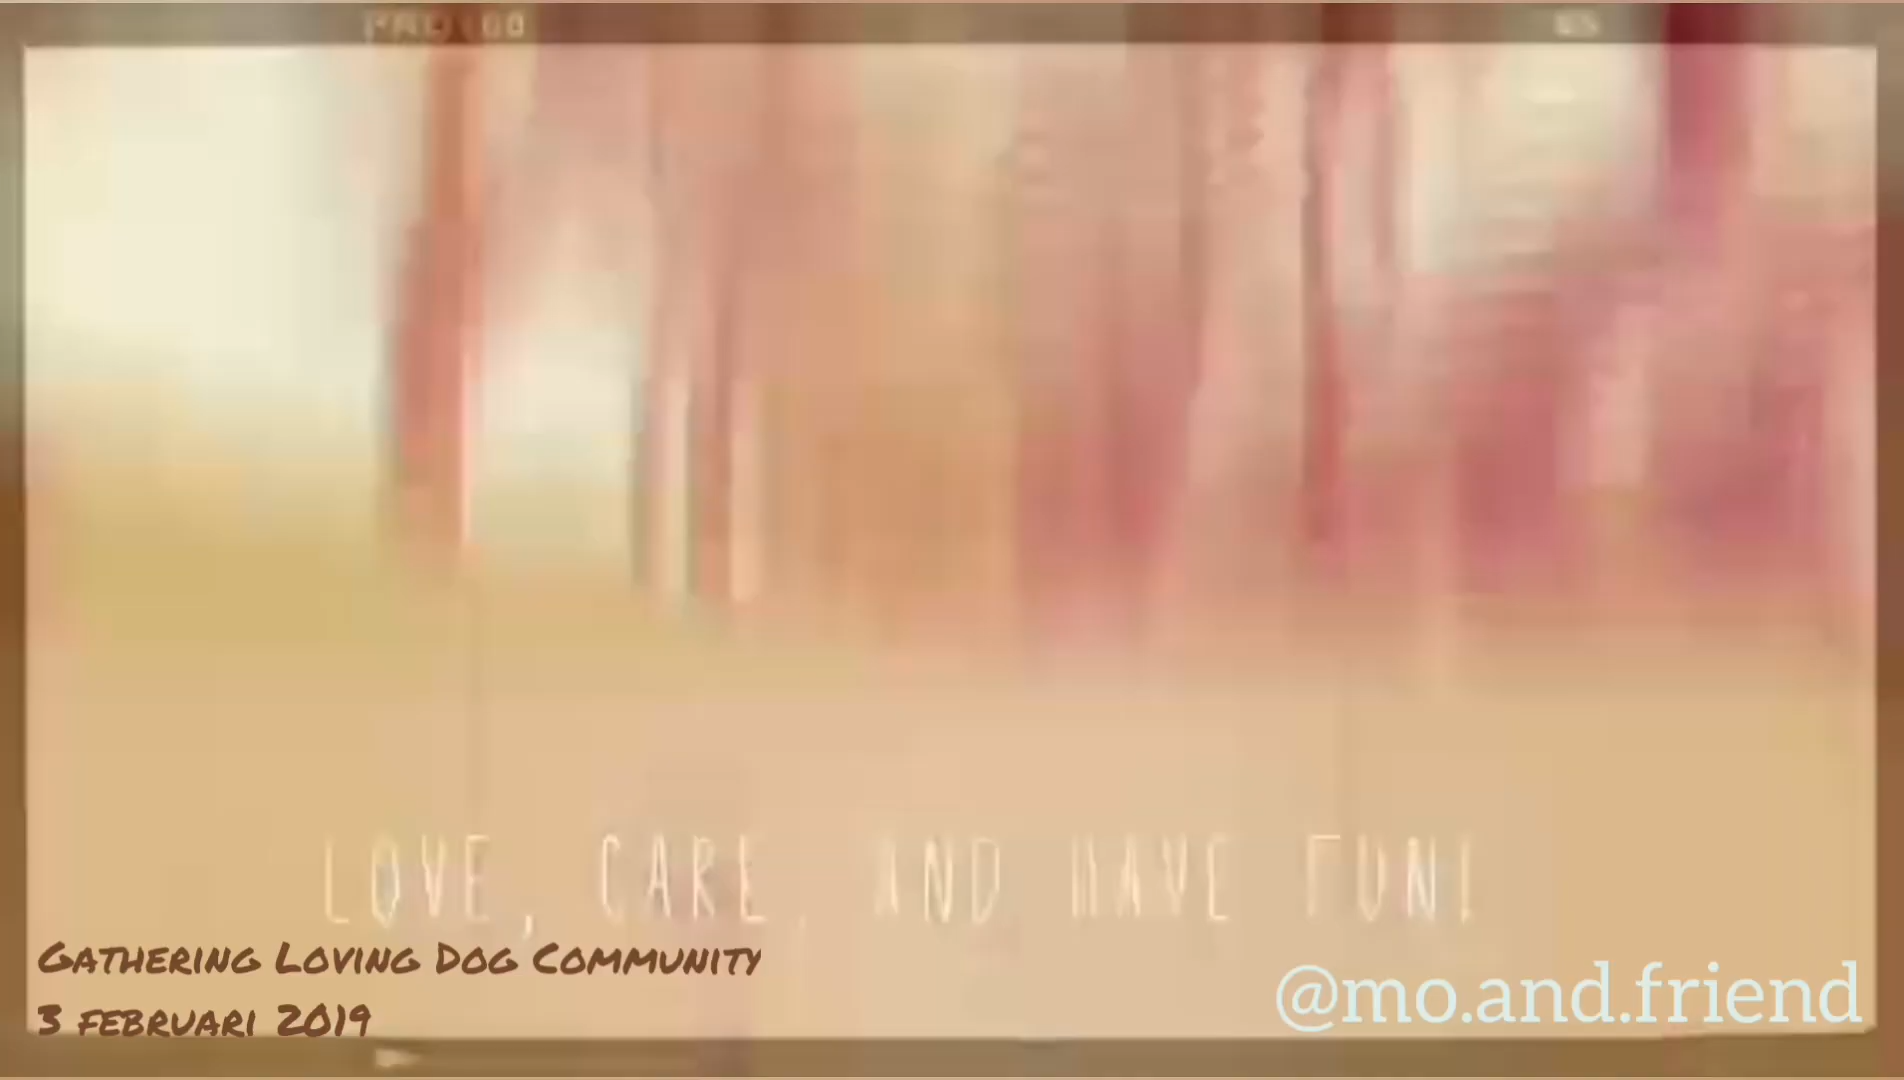 LOVE, CARE, AND HAVE FUN!
Gathering Loving Dog Community
3 februari 2019
@mo.and.friend